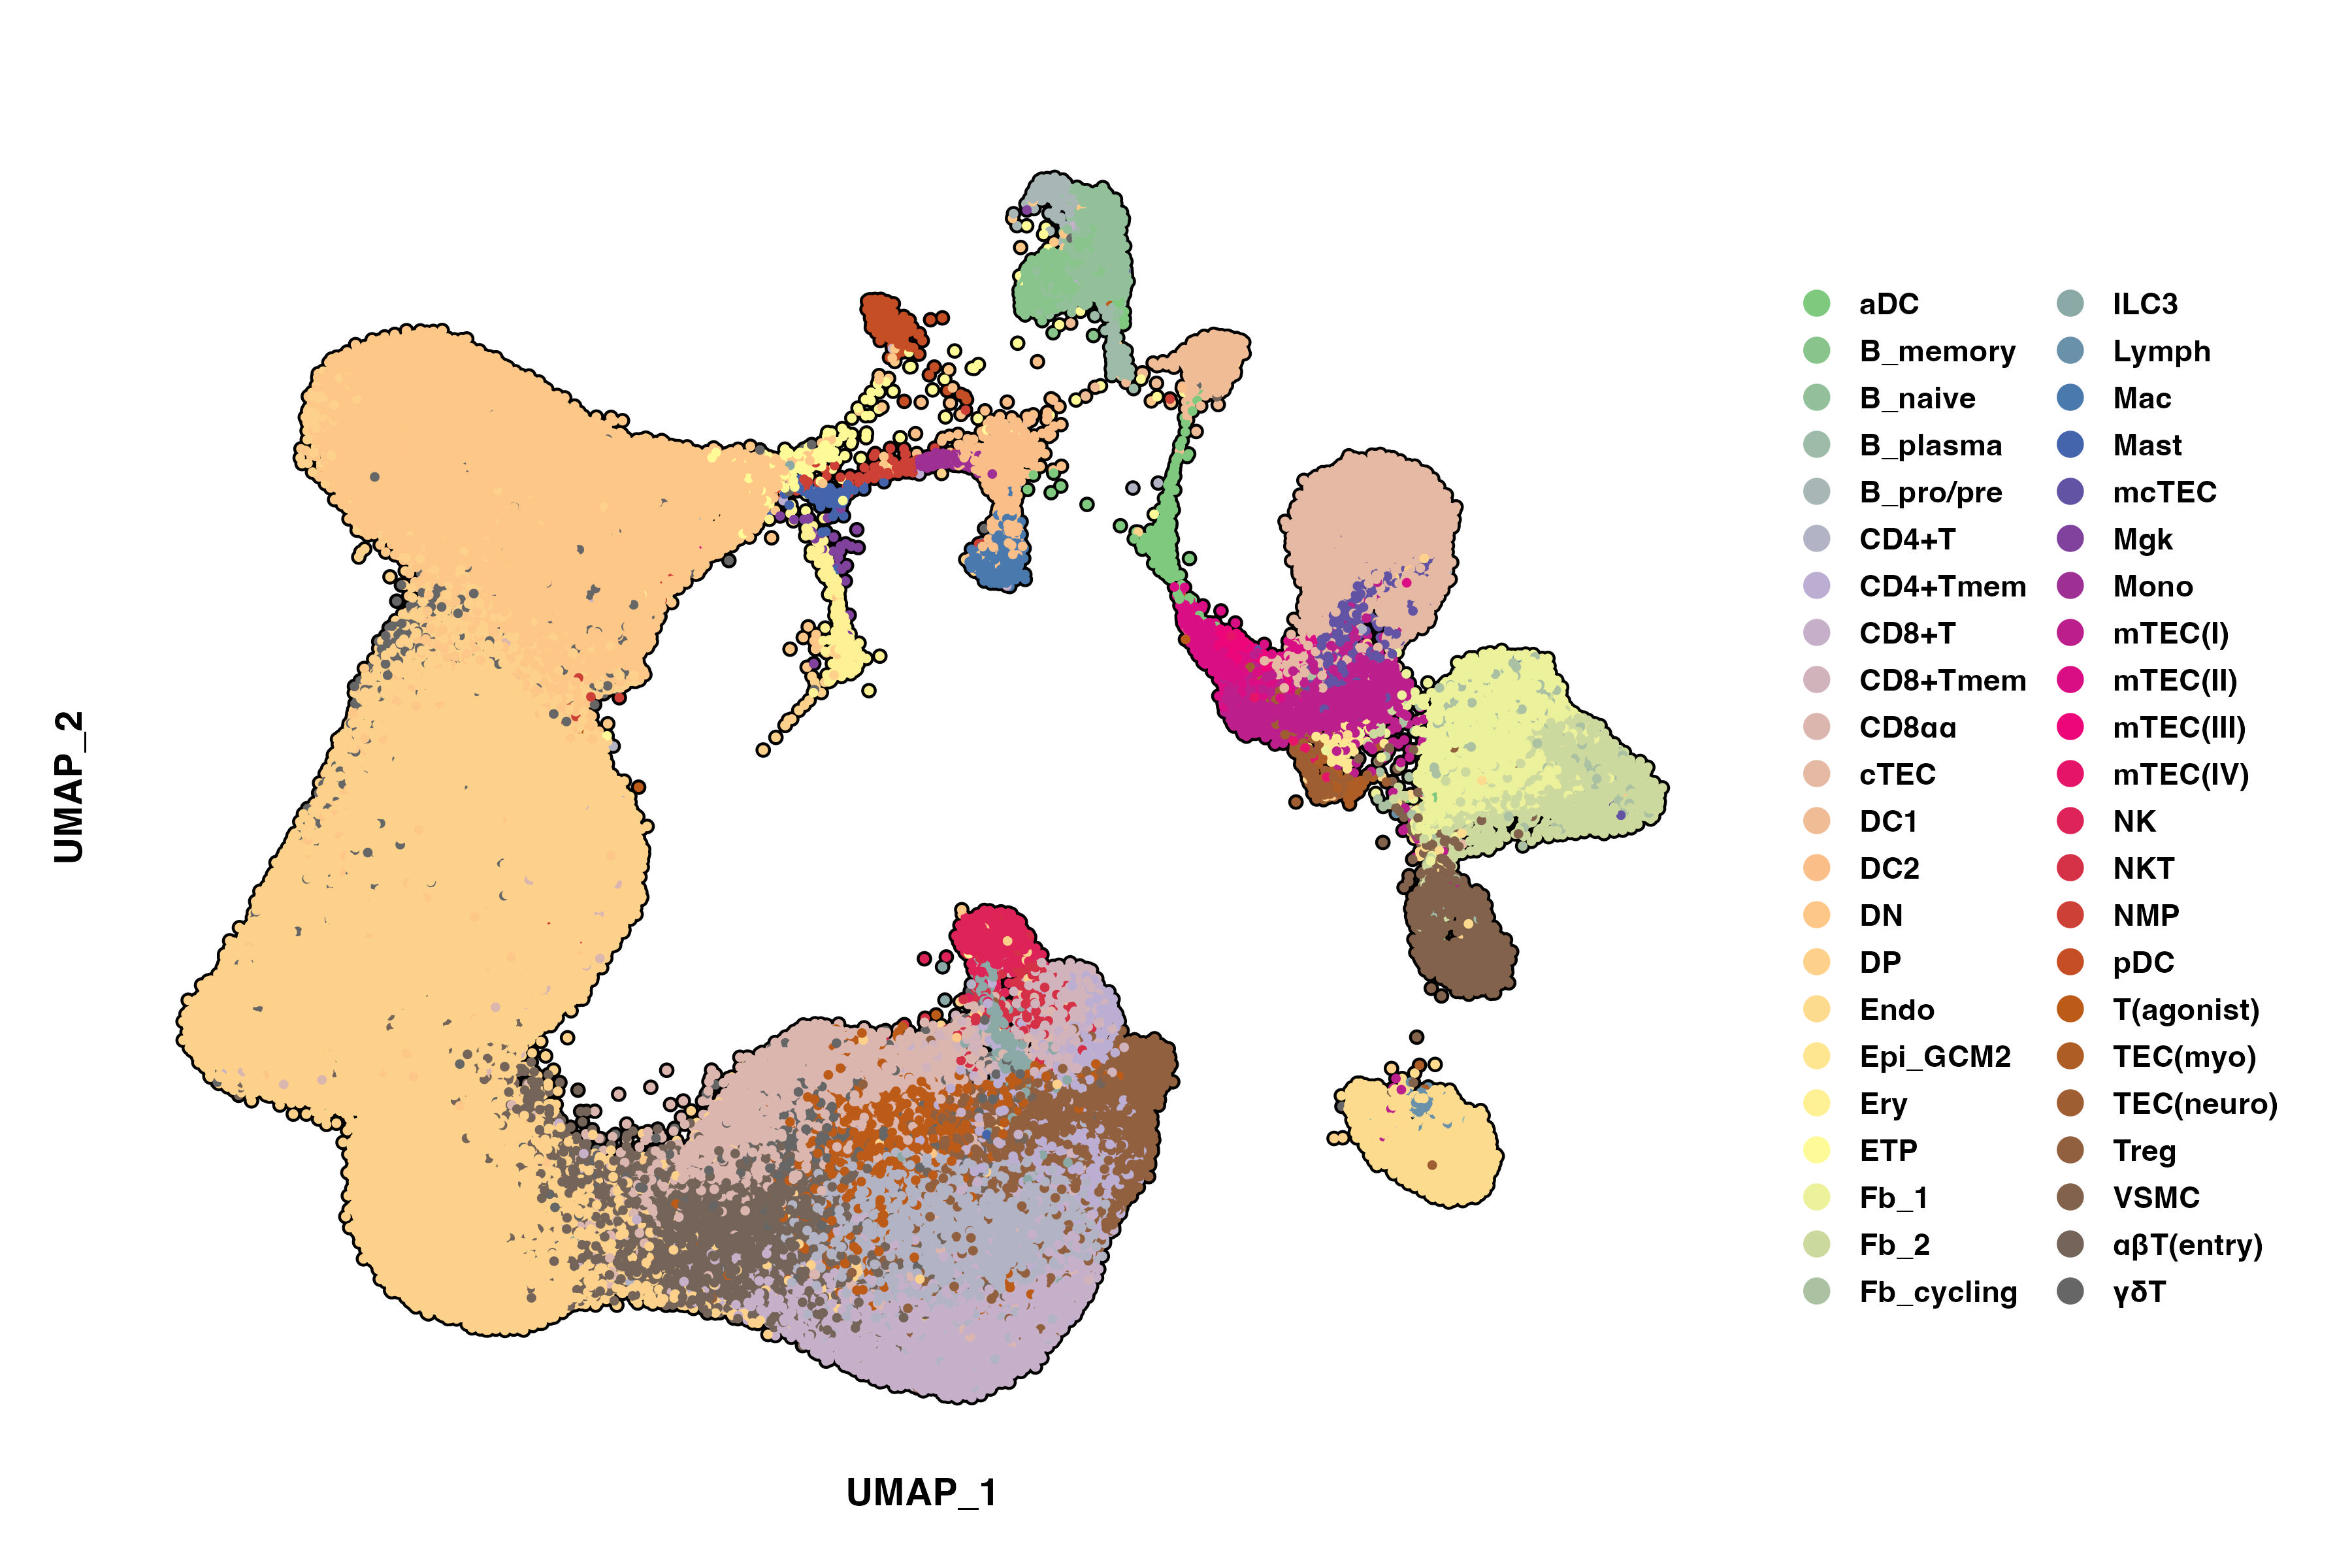 UMAP_2
UMAP_1
aDC
B_memory
B_naive
B_plasma
B_pro/pre
CD4+T
CD4+Tmem
CD8+T
CD8+Tmem
CD8αα
cTEC
DC1
DC2
DN
DP
Endo
Epi_GCM2
Ery
ETP
Fb_1
Fb_2
Fb_cycling
ILC3
Lymph
Mac
Mast
mcTEC
Mgk
Mono
mTEC(I)
mTEC(II)
mTEC(III)
mTEC(IV)
NK
NKT
NMP
pDC
T(agonist)
TEC(myo)
TEC(neuro)
Treg
VSMC
αβT(entry)
γδT